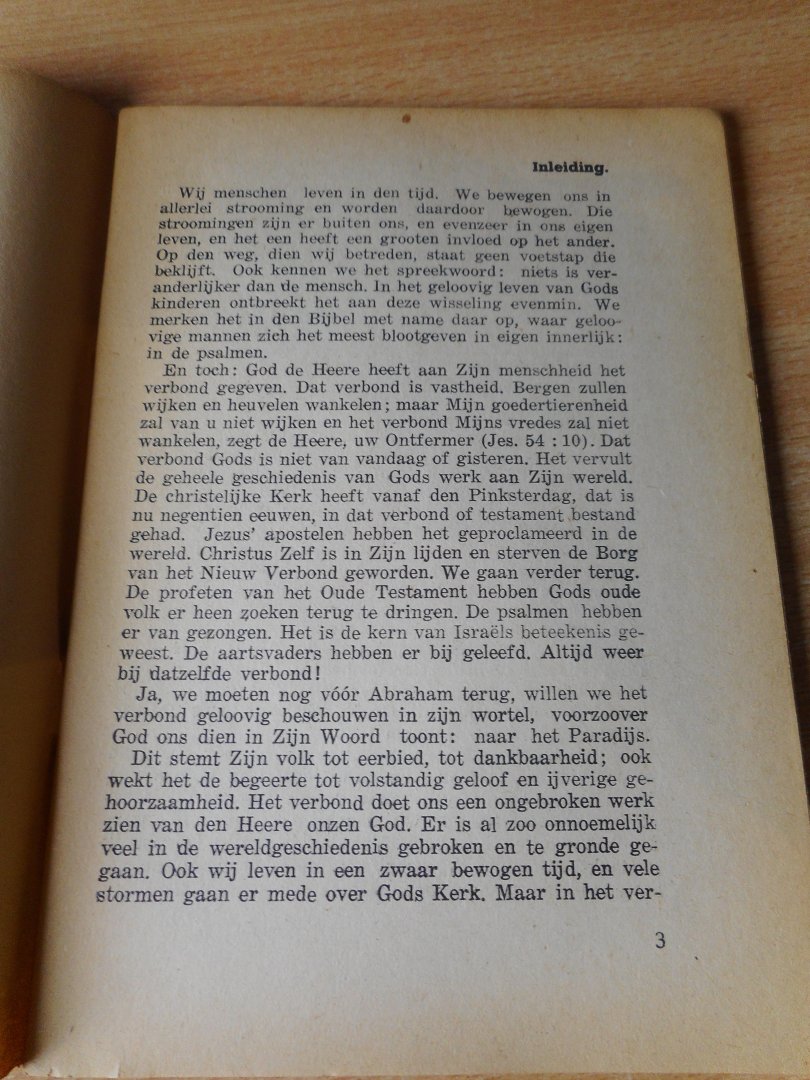 Inleiding.
Wij menschen leven in den tijd. We bewegen ons in
allerlei strooming en worden daardoor bewogen. Die
stroomingen zijn er buiten ons, en evenzeer in ons eigen
leven, en het een heeft een grooten invloed op het ander.
Op den weg, dien wij betreden, staat geen voetstap die
beklijft. Ook kennen we het spreekwoord: niets is ver-
anderlijker dan de mensch. In het geloovig leven van Gods
kinderen ontbreekt het aan deze wisseling evenmin. We
merken het in den Bijbel met name daar op, waar geloo-
vige mannen zich het meest blootgeven in eigen innerlijk:
in de psalmen.
En toch: God de Heere heeft aan Zijn menschheid het
verbond gegeven. Dat verbond is vastheid. Bergen zullen
wijken en heuvelen wankelen; maar Mijn goedertierenheid
zal van u niet wijken en het verbond Mijns vredes zal niet
wankelen, zegt de Heere, uw Ontfermer (Jes. 54 : 10). Dat
verbond Gods is niet van vandaag of gisteren. Het vervult
de geheele geschiedenis van Gods werk aan Zijn wereld.
De christelijke Kerk heeft vanaf den Pinksterdag, dat is
nu negentien eeuwen, in dat verbond of testament bestand
gehad. Jezus' apostelen hebben het geproclameerd in de
wereld. Christus Zelf is in Zijn lijden en sterven de Borg
van het Nieuw Verbond geworden. We gaan verder terug.
De profeten van het Oude Testament hebben Gods oude
volk er heen zoeken terug te dringen. De psalmen hebben
er van gezongen. Het is de kern van Israëls beteekenis ge-
weest. De aartsvaders hebben er bij geleefd. Altijd weer
bij datzelfde verbond!
Ja, we moeten nog vóór Abraham terug, willen we het
verbond geloovig beschouwen in zijn wortel, voorzoover
God ons dien in Zijn Woord toont: naar het Paradijs.
Dit stemt Zijn volk tot eerbied, tot dankbaarheid; ook
wekt het de begeerte tot volstandig geloof en ijverige ge-
hoorzaamheid. Het verbond doet ons een ongebroken werk
zien van den Heere onzen God. Er is al zoo onnoemelijk
veel in de wereldgeschiedenis gebroken en te gronde ge-
gaan. Ook wij leven in een zwaar bewogen tijd, en vele
stormen gaan er mede over Gods Kerk. Maar in het ver-
3